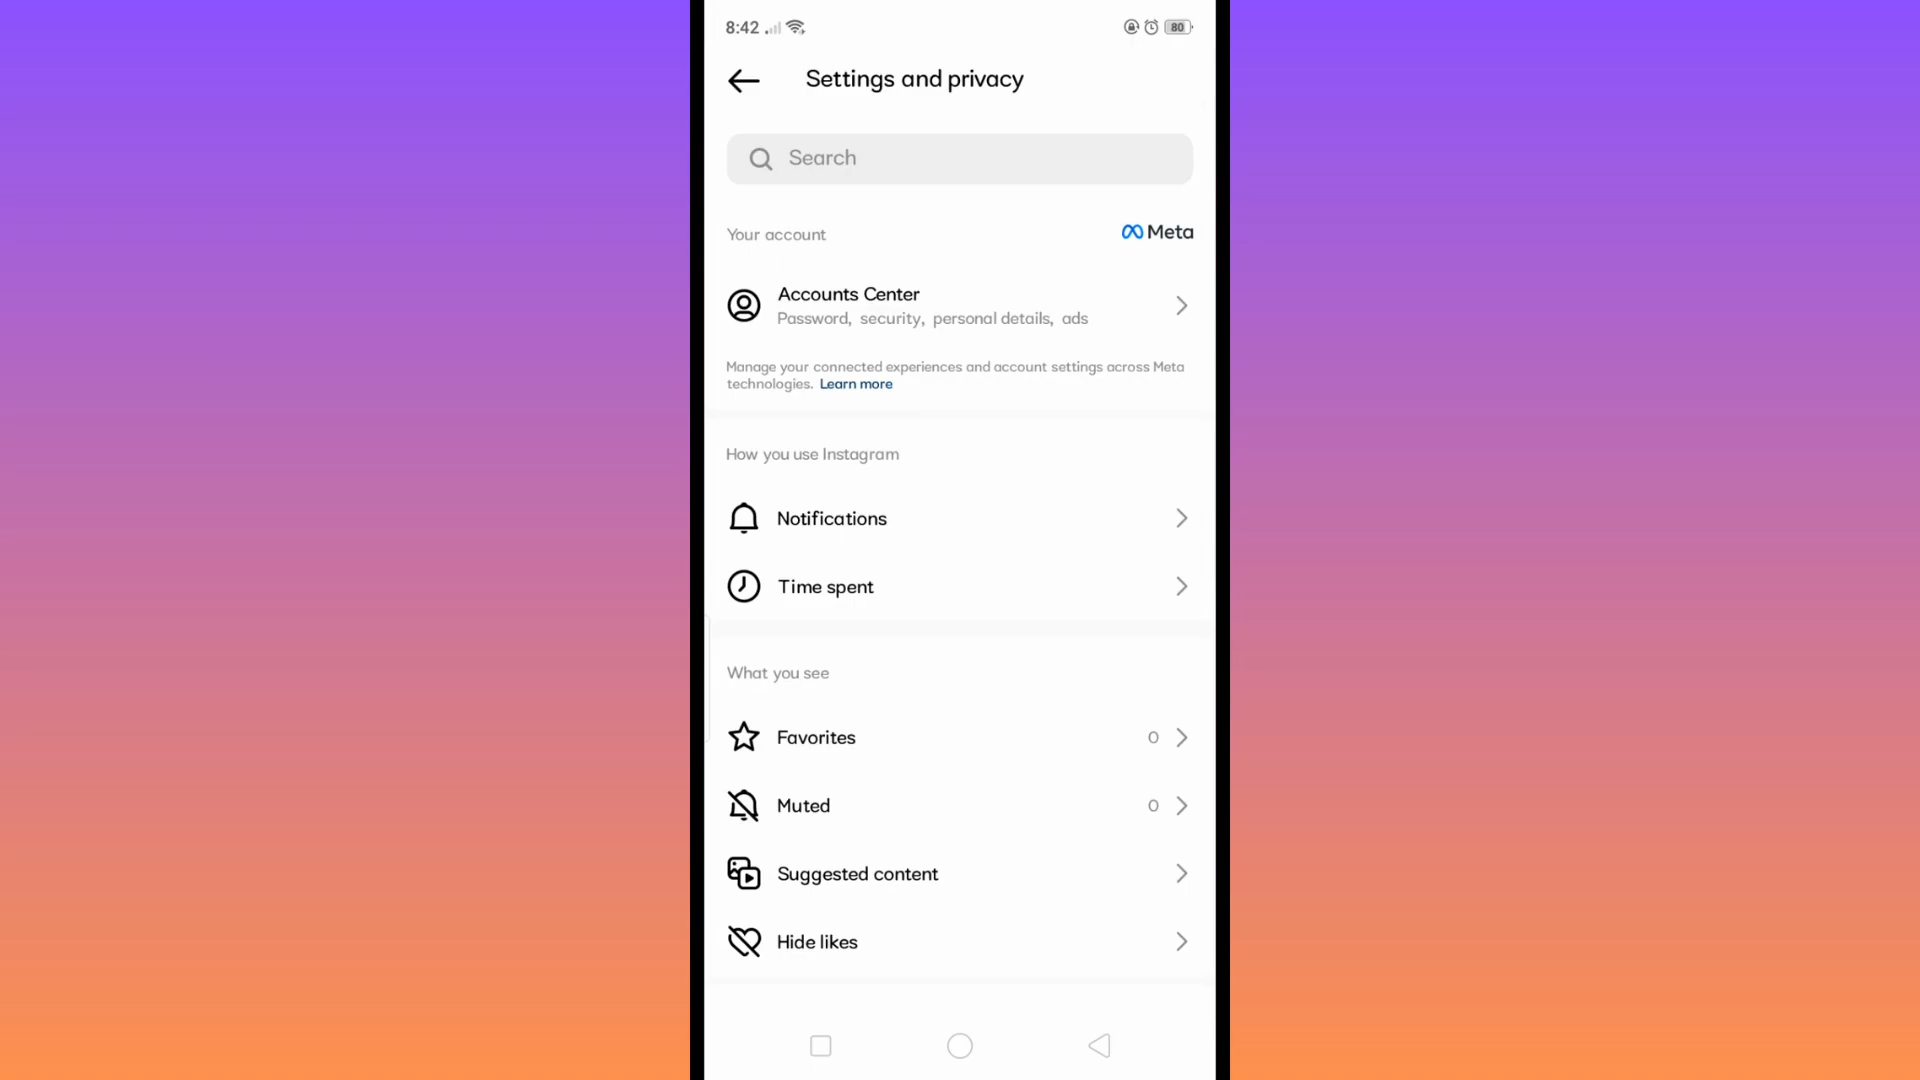 8:42
80
Settings and privacy
Search
Your account
Meta
Accounts Center
Password, security, personal details, ads
Manage your connected experiences and account settings across Meta
technologies. Learn more
How you use Instagram
Notifications
Time spent
What you see
Favorites 0
Muted 0
Suggested content
Hide likes